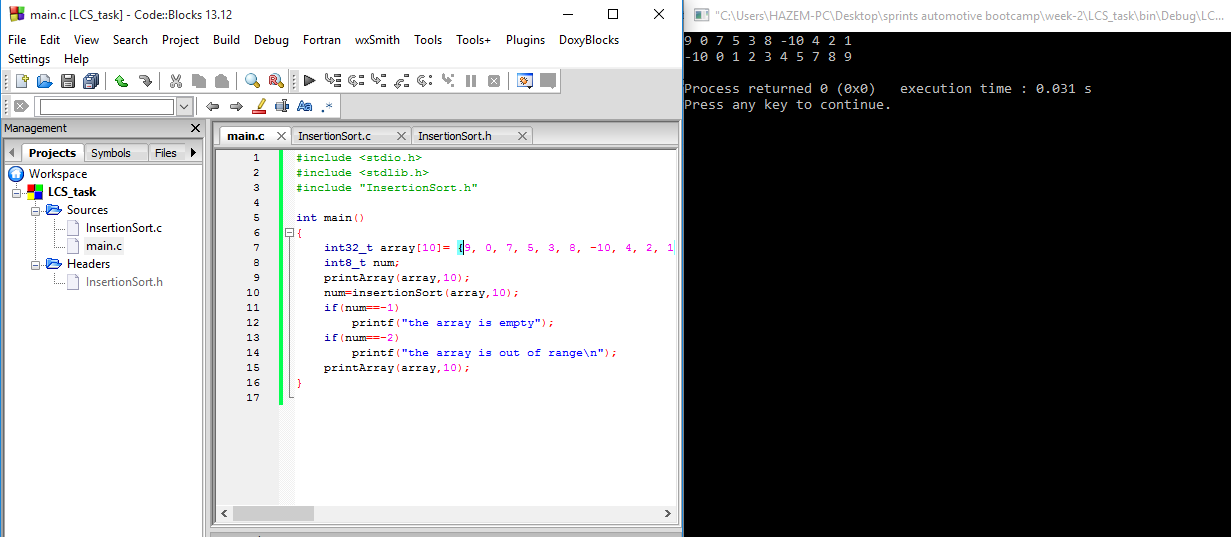 main.c [LCS_task] - Code::Blocks 13.12
File Edit View Search Project Build Debug Fortran wxSmith Tools Tools+ Plugins DoxyBlocks
Settings Help
Aa .*
Management
Projects Symbols Files
Workspace
LCS_task
Sources
InsertionSort.c
main.c
Headers
InsertionSort.h
main.c InsertionSort.c InsertionSort.h
1 #include <stdio.h>
2 #include <stdlib.h>
3 #include "InsertionSort.h"
4
5 int main()
6 {
7 int32_t array[10]= {9, 0, 7, 5, 3, 8, -10, 4, 2, 1
8 int8_t num;
9 printArray(array,10);
10 num=insertionSort(array,10);
11 if(num==-1)
12 printf("the array is empty");
13 if(num==-2)
14 printf("the array is out of range\n");
15 printArray(array,10);
16 }
17
"C:\Users\HAZEM-PC\Desktop\sprints automotive bootcamp\week-2\LCS_task\bin\Debug\LC...
9 0 7 5 3 8 -10 4 2 1
-10 0 1 2 3 4 5 7 8 9
Process returned 0 (0x0)   execution time : 0.031 s
Press any key to continue.